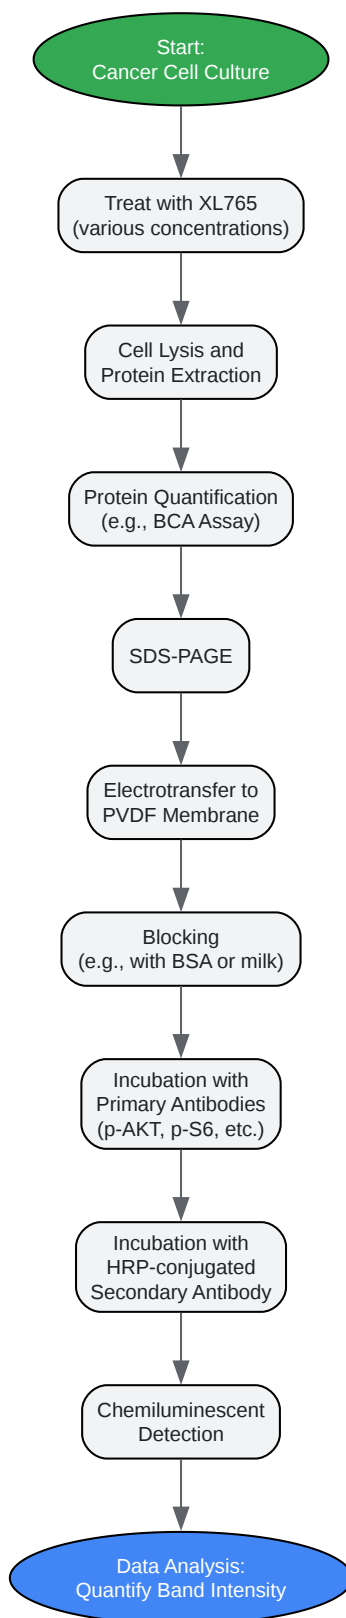 Start:
Cancer Cell Culture
Treat with XL765
(various concentrations)
Cell Lysis and
Protein Extraction
Protein Quantification
(e.g., BCA Assay)
SDS-PAGE
Electrotransfer to
PVDF Membrane
Blocking
(e.g., with BSA or milk)
Incubation with
Primary Antibodies
(p-AKT, p-S6, etc.)
Incubation with
HRP-conjugated
Secondary Antibody
Chemiluminescent
Detection
Data Analysis:
Quantify Band Intensity